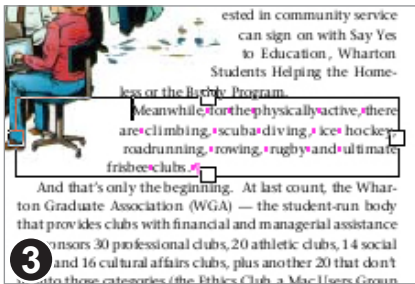 ested in community service
can sign on with Say Yes
to Education, Wharton
Students Helping the Home-
less or the Buddy Program.
Meanwhile, for the physically active, there
are climbing, scuba diving, ice hockey,
roadrunning, rowing, rugby and ultimate
frisbee clubs.
And that's only the beginning. At last count, the Whar-
ton Graduate Association (WGA) — the student-run body
that provides clubs with financial and managerial assistance
onsors 30 professional clubs, 20 athletic clubs, 14 social
and 16 cultural affairs clubs, plus another 20 that don't
into those categories (the Ethics Club, a Mac Users Group
3